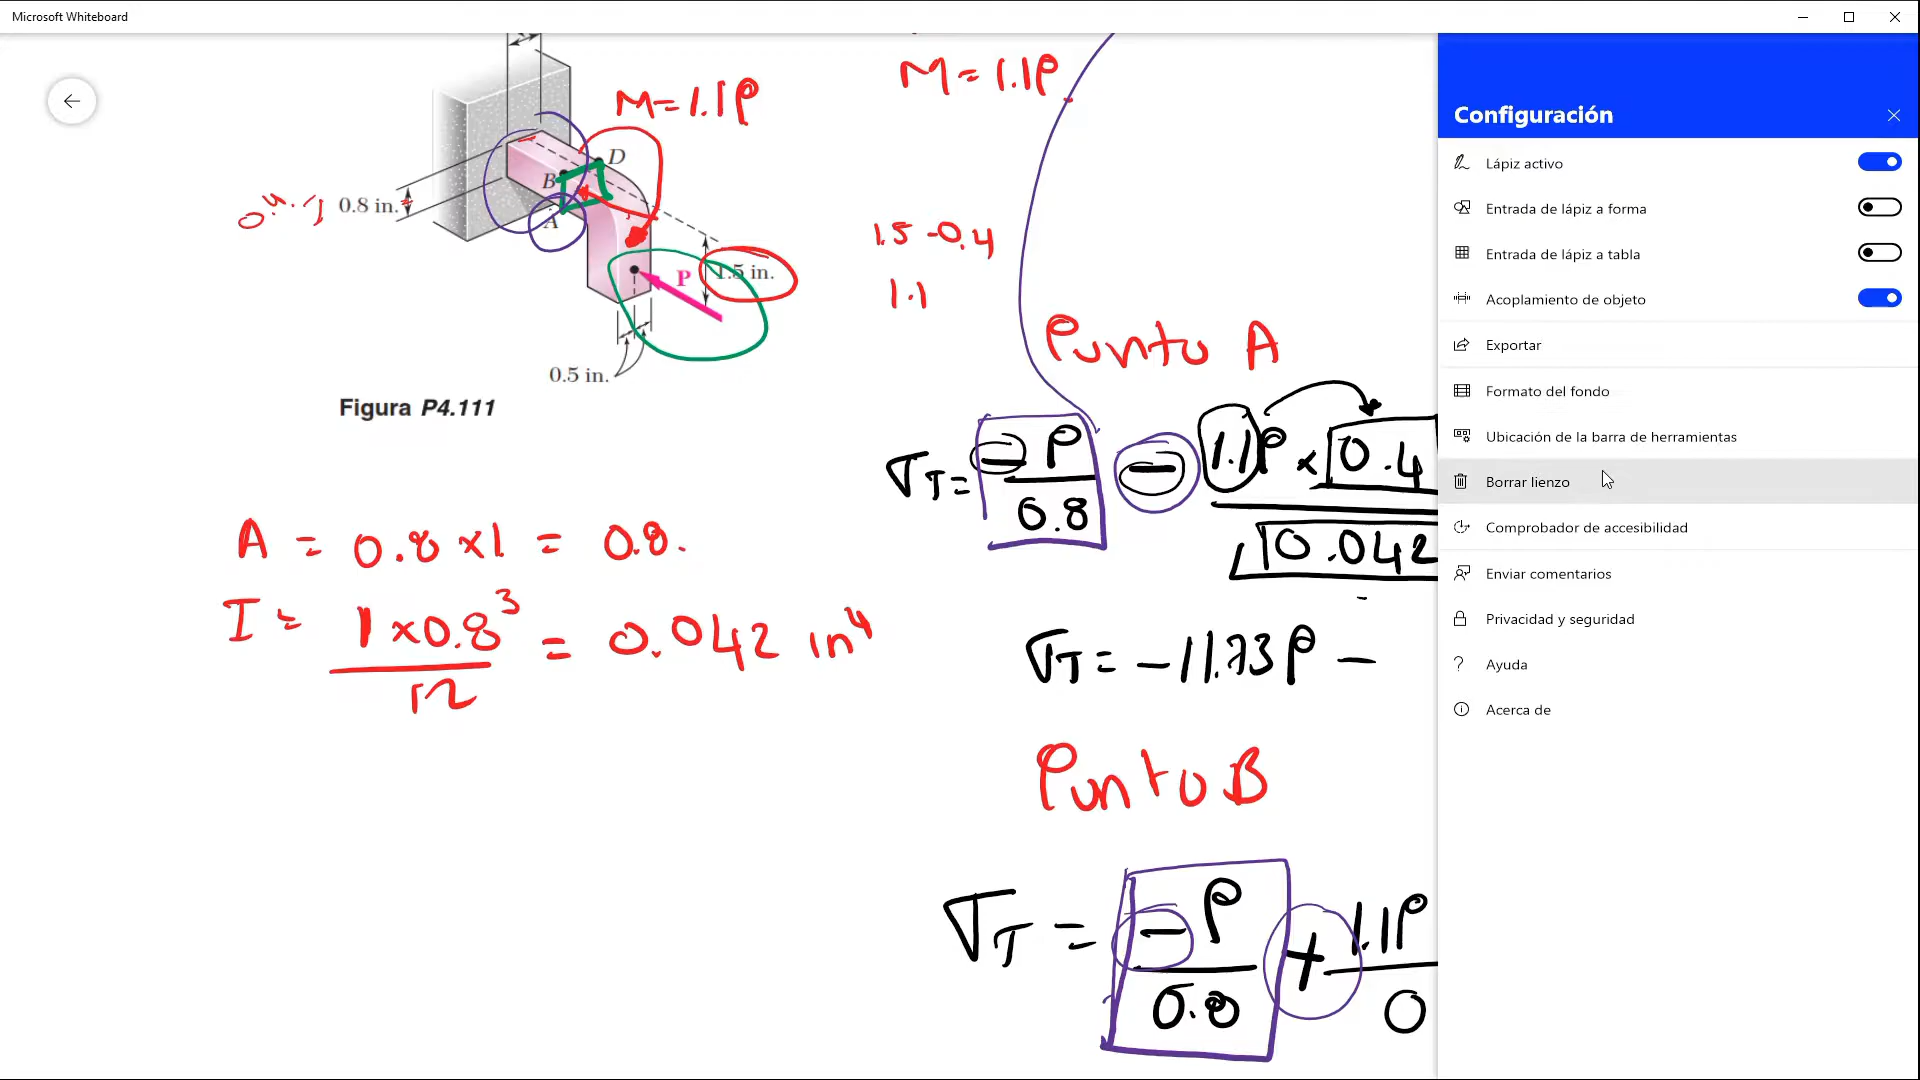 Microsoft Whiteboard
M=1.1P
M=1.1P
D
B
0.8 in.
A
1.5 -0.4
1.1
P
1.5 in.
0.5 in.
Figura P4.111
A = 0.8 x 1. = 0.8.
I = 1 x 0.8³ / 12 = 0.042 in⁴
Punto A
σT = - P / 0.8 - 1.1P x 0.4 / 0.042
σT = -11.73P -
Punto B
σT = - P / 0.8 + 1.1P / 0
Configuración
Lápiz activo
Entrada de lápiz a forma
Entrada de lápiz a tabla
Acoplamiento de objeto
Exportar
Formato del fondo
Ubicación de la barra de herramientas
Borrar lienzo
Comprobador de accesibilidad
Enviar comentarios
Privacidad y seguridad
Ayuda
Acerca de